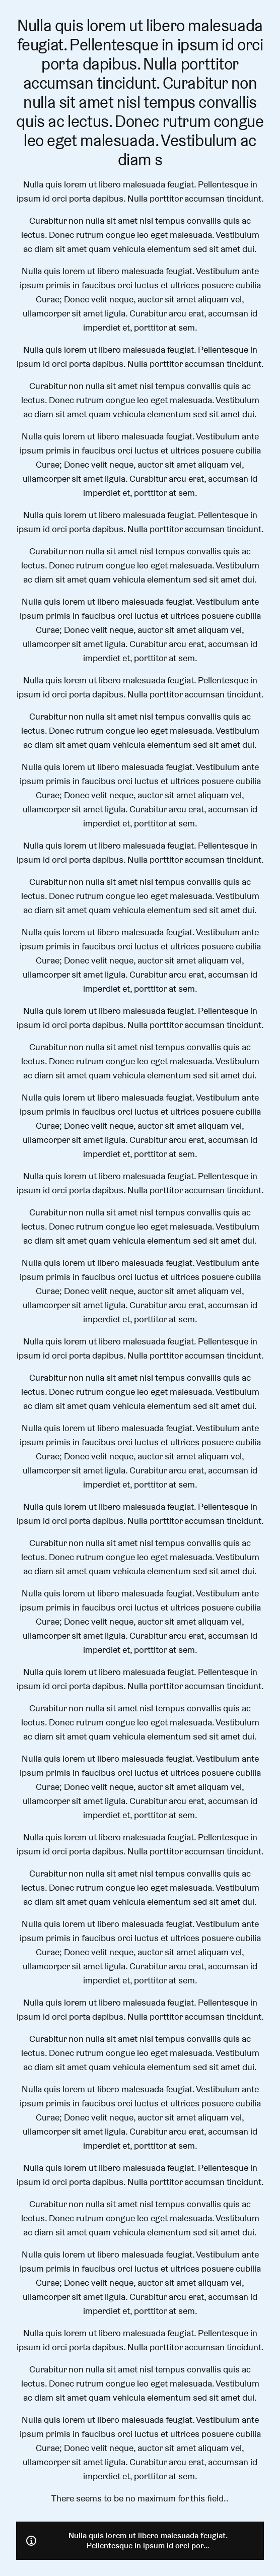 Nulla quis lorem ut libero malesuada
feugiat. Pellentesque in ipsum id orci
porta dapibus. Nulla porttitor
accumsan tincidunt. Curabitur non
nulla sit amet nisl tempus convallis
quis ac lectus. Donec rutrum congue
leo eget malesuada. Vestibulum ac
diam s
Nulla quis lorem ut libero malesuada feugiat. Pellentesque in
ipsum id orci porta dapibus. Nulla porttitor accumsan tincidunt.
Curabitur non nulla sit amet nisl tempus convallis quis ac
lectus. Donec rutrum congue leo eget malesuada. Vestibulum
ac diam sit amet quam vehicula elementum sed sit amet dui.
Nulla quis lorem ut libero malesuada feugiat. Vestibulum ante
ipsum primis in faucibus orci luctus et ultrices posuere cubilia
Curae; Donec velit neque, auctor sit amet aliquam vel,
ullamcorper sit amet ligula. Curabitur arcu erat, accumsan id
imperdiet et, porttitor at sem.
Nulla quis lorem ut libero malesuada feugiat. Pellentesque in
ipsum id orci porta dapibus. Nulla porttitor accumsan tincidunt.
Curabitur non nulla sit amet nisl tempus convallis quis ac
lectus. Donec rutrum congue leo eget malesuada. Vestibulum
ac diam sit amet quam vehicula elementum sed sit amet dui.
Nulla quis lorem ut libero malesuada feugiat. Vestibulum ante
ipsum primis in faucibus orci luctus et ultrices posuere cubilia
Curae; Donec velit neque, auctor sit amet aliquam vel,
ullamcorper sit amet ligula. Curabitur arcu erat, accumsan id
imperdiet et, porttitor at sem.
Nulla quis lorem ut libero malesuada feugiat. Pellentesque in
ipsum id orci porta dapibus. Nulla porttitor accumsan tincidunt.
Curabitur non nulla sit amet nisl tempus convallis quis ac
lectus. Donec rutrum congue leo eget malesuada. Vestibulum
ac diam sit amet quam vehicula elementum sed sit amet dui.
Nulla quis lorem ut libero malesuada feugiat. Vestibulum ante
ipsum primis in faucibus orci luctus et ultrices posuere cubilia
Curae; Donec velit neque, auctor sit amet aliquam vel,
ullamcorper sit amet ligula. Curabitur arcu erat, accumsan id
imperdiet et, porttitor at sem.
Nulla quis lorem ut libero malesuada feugiat. Pellentesque in
ipsum id orci porta dapibus. Nulla porttitor accumsan tincidunt.
Curabitur non nulla sit amet nisl tempus convallis quis ac
lectus. Donec rutrum congue leo eget malesuada. Vestibulum
ac diam sit amet quam vehicula elementum sed sit amet dui.
Nulla quis lorem ut libero malesuada feugiat. Vestibulum ante
ipsum primis in faucibus orci luctus et ultrices posuere cubilia
Curae; Donec velit neque, auctor sit amet aliquam vel,
ullamcorper sit amet ligula. Curabitur arcu erat, accumsan id
imperdiet et, porttitor at sem.
Nulla quis lorem ut libero malesuada feugiat. Pellentesque in
ipsum id orci porta dapibus. Nulla porttitor accumsan tincidunt.
Curabitur non nulla sit amet nisl tempus convallis quis ac
lectus. Donec rutrum congue leo eget malesuada. Vestibulum
ac diam sit amet quam vehicula elementum sed sit amet dui.
Nulla quis lorem ut libero malesuada feugiat. Vestibulum ante
ipsum primis in faucibus orci luctus et ultrices posuere cubilia
Curae; Donec velit neque, auctor sit amet aliquam vel,
ullamcorper sit amet ligula. Curabitur arcu erat, accumsan id
imperdiet et, porttitor at sem.
Nulla quis lorem ut libero malesuada feugiat. Pellentesque in
ipsum id orci porta dapibus. Nulla porttitor accumsan tincidunt.
Curabitur non nulla sit amet nisl tempus convallis quis ac
lectus. Donec rutrum congue leo eget malesuada. Vestibulum
ac diam sit amet quam vehicula elementum sed sit amet dui.
Nulla quis lorem ut libero malesuada feugiat. Vestibulum ante
ipsum primis in faucibus orci luctus et ultrices posuere cubilia
Curae; Donec velit neque, auctor sit amet aliquam vel,
ullamcorper sit amet ligula. Curabitur arcu erat, accumsan id
imperdiet et, porttitor at sem.
Nulla quis lorem ut libero malesuada feugiat. Pellentesque in
ipsum id orci porta dapibus. Nulla porttitor accumsan tincidunt.
Curabitur non nulla sit amet nisl tempus convallis quis ac
lectus. Donec rutrum congue leo eget malesuada. Vestibulum
ac diam sit amet quam vehicula elementum sed sit amet dui.
Nulla quis lorem ut libero malesuada feugiat. Vestibulum ante
ipsum primis in faucibus orci luctus et ultrices posuere cubilia
Curae; Donec velit neque, auctor sit amet aliquam vel,
ullamcorper sit amet ligula. Curabitur arcu erat, accumsan id
imperdiet et, porttitor at sem.
Nulla quis lorem ut libero malesuada feugiat. Pellentesque in
ipsum id orci porta dapibus. Nulla porttitor accumsan tincidunt.
Curabitur non nulla sit amet nisl tempus convallis quis ac
lectus. Donec rutrum congue leo eget malesuada. Vestibulum
ac diam sit amet quam vehicula elementum sed sit amet dui.
Nulla quis lorem ut libero malesuada feugiat. Vestibulum ante
ipsum primis in faucibus orci luctus et ultrices posuere cubilia
Curae; Donec velit neque, auctor sit amet aliquam vel,
ullamcorper sit amet ligula. Curabitur arcu erat, accumsan id
imperdiet et, porttitor at sem.
Nulla quis lorem ut libero malesuada feugiat. Pellentesque in
ipsum id orci porta dapibus. Nulla porttitor accumsan tincidunt.
Curabitur non nulla sit amet nisl tempus convallis quis ac
lectus. Donec rutrum congue leo eget malesuada. Vestibulum
ac diam sit amet quam vehicula elementum sed sit amet dui.
Nulla quis lorem ut libero malesuada feugiat. Vestibulum ante
ipsum primis in faucibus orci luctus et ultrices posuere cubilia
Curae; Donec velit neque, auctor sit amet aliquam vel,
ullamcorper sit amet ligula. Curabitur arcu erat, accumsan id
imperdiet et, porttitor at sem.
Nulla quis lorem ut libero malesuada feugiat. Pellentesque in
ipsum id orci porta dapibus. Nulla porttitor accumsan tincidunt.
Curabitur non nulla sit amet nisl tempus convallis quis ac
lectus. Donec rutrum congue leo eget malesuada. Vestibulum
ac diam sit amet quam vehicula elementum sed sit amet dui.
Nulla quis lorem ut libero malesuada feugiat. Vestibulum ante
ipsum primis in faucibus orci luctus et ultrices posuere cubilia
Curae; Donec velit neque, auctor sit amet aliquam vel,
ullamcorper sit amet ligula. Curabitur arcu erat, accumsan id
imperdiet et, porttitor at sem.
Nulla quis lorem ut libero malesuada feugiat. Pellentesque in
ipsum id orci porta dapibus. Nulla porttitor accumsan tincidunt.
Curabitur non nulla sit amet nisl tempus convallis quis ac
lectus. Donec rutrum congue leo eget malesuada. Vestibulum
ac diam sit amet quam vehicula elementum sed sit amet dui.
Nulla quis lorem ut libero malesuada feugiat. Vestibulum ante
ipsum primis in faucibus orci luctus et ultrices posuere cubilia
Curae; Donec velit neque, auctor sit amet aliquam vel,
ullamcorper sit amet ligula. Curabitur arcu erat, accumsan id
imperdiet et, porttitor at sem.
Nulla quis lorem ut libero malesuada feugiat. Pellentesque in
ipsum id orci porta dapibus. Nulla porttitor accumsan tincidunt.
Curabitur non nulla sit amet nisl tempus convallis quis ac
lectus. Donec rutrum congue leo eget malesuada. Vestibulum
ac diam sit amet quam vehicula elementum sed sit amet dui.
Nulla quis lorem ut libero malesuada feugiat. Vestibulum ante
ipsum primis in faucibus orci luctus et ultrices posuere cubilia
Curae; Donec velit neque, auctor sit amet aliquam vel,
ullamcorper sit amet ligula. Curabitur arcu erat, accumsan id
imperdiet et, porttitor at sem.
Nulla quis lorem ut libero malesuada feugiat. Pellentesque in
ipsum id orci porta dapibus. Nulla porttitor accumsan tincidunt.
Curabitur non nulla sit amet nisl tempus convallis quis ac
lectus. Donec rutrum congue leo eget malesuada. Vestibulum
ac diam sit amet quam vehicula elementum sed sit amet dui.
Nulla quis lorem ut libero malesuada feugiat. Vestibulum ante
ipsum primis in faucibus orci luctus et ultrices posuere cubilia
Curae; Donec velit neque, auctor sit amet aliquam vel,
ullamcorper sit amet ligula. Curabitur arcu erat, accumsan id
imperdiet et, porttitor at sem.
Nulla quis lorem ut libero malesuada feugiat. Pellentesque in
ipsum id orci porta dapibus. Nulla porttitor accumsan tincidunt.
Curabitur non nulla sit amet nisl tempus convallis quis ac
lectus. Donec rutrum congue leo eget malesuada. Vestibulum
ac diam sit amet quam vehicula elementum sed sit amet dui.
Nulla quis lorem ut libero malesuada feugiat. Vestibulum ante
ipsum primis in faucibus orci luctus et ultrices posuere cubilia
Curae; Donec velit neque, auctor sit amet aliquam vel,
ullamcorper sit amet ligula. Curabitur arcu erat, accumsan id
imperdiet et, porttitor at sem.
There seems to be no maximum for this field..
Nulla quis lorem ut libero malesuada feugiat.
Pellentesque in ipsum id orci por...